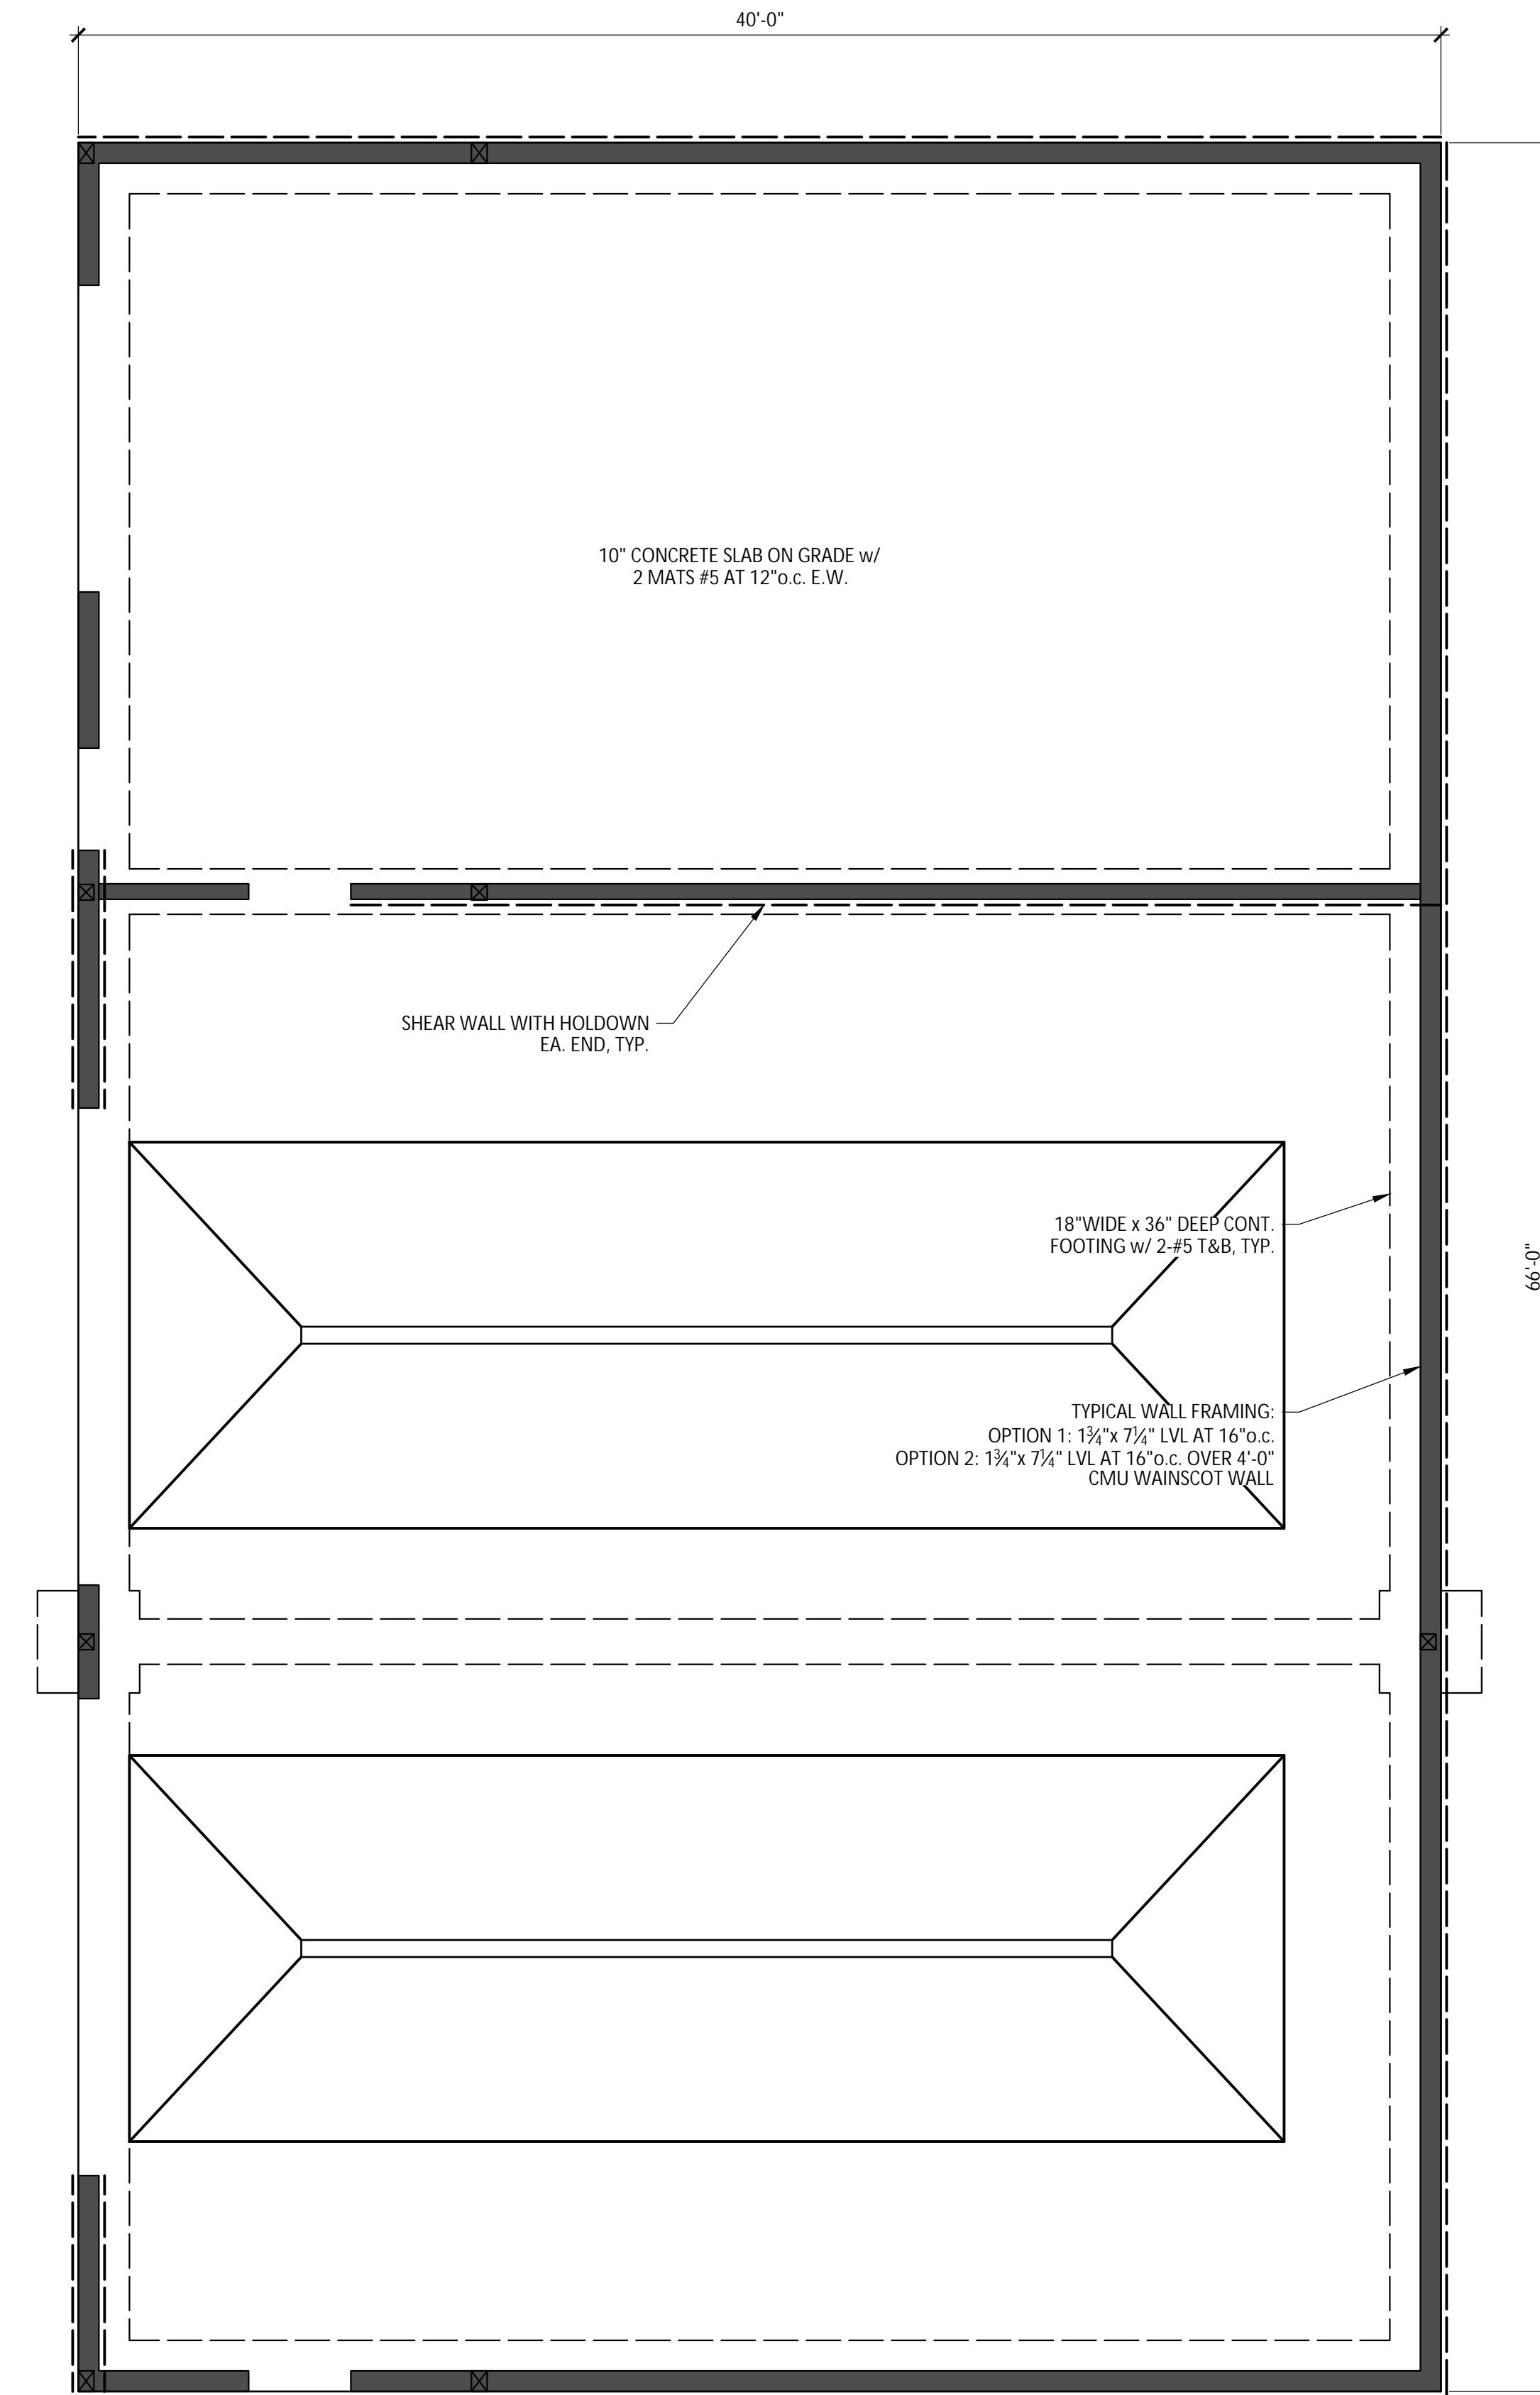 40'-0"
10" CONCRETE SLAB ON GRADE w/
2 MATS #5 AT 12"o.c. E.W.
SHEAR WALL WITH HOLDOWN
EA. END, TYP.
18"WIDE x 36" DEEP CONT.
FOOTING w/ 2-#5 T&B, TYP.
66'-0"
TYPICAL WALL FRAMING:
OPTION 1: 1¾"x 7¼" LVL AT 16"o.c.
OPTION 2: 1¾"x 7¼" LVL AT 16"o.c. OVER 4'-0"
CMU WAINSCOT WALL